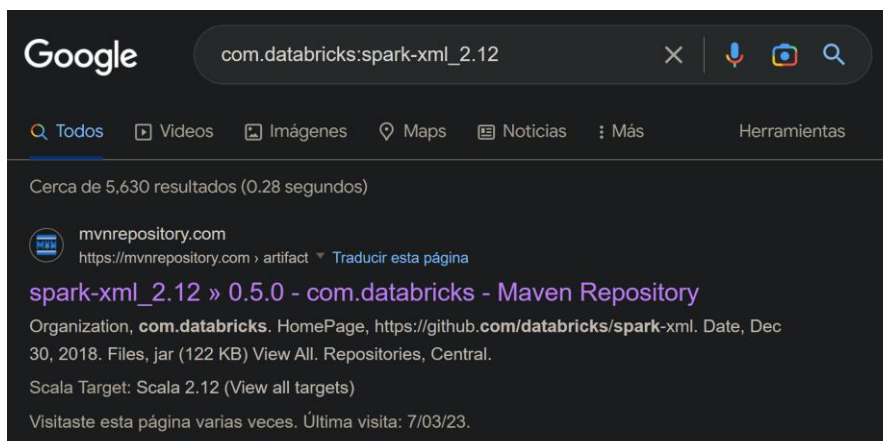 Google com.databricks:spark-xml_2.12
Todos Videos Imágenes Maps Noticias Más Herramientas
Cerca de 5,630 resultados (0.28 segundos)
mvnrepository.com
https://mvnrepository.com › artifact Traducir esta página
spark-xml_2.12 » 0.5.0 - com.databricks - Maven Repository
Organization, com.databricks. HomePage, https://github.com/databricks/spark-xml. Date, Dec
30, 2018. Files, jar (122 KB) View All. Repositories, Central.
Scala Target: Scala 2.12 (View all targets)
Visitaste esta página varias veces. Última visita: 7/03/23.